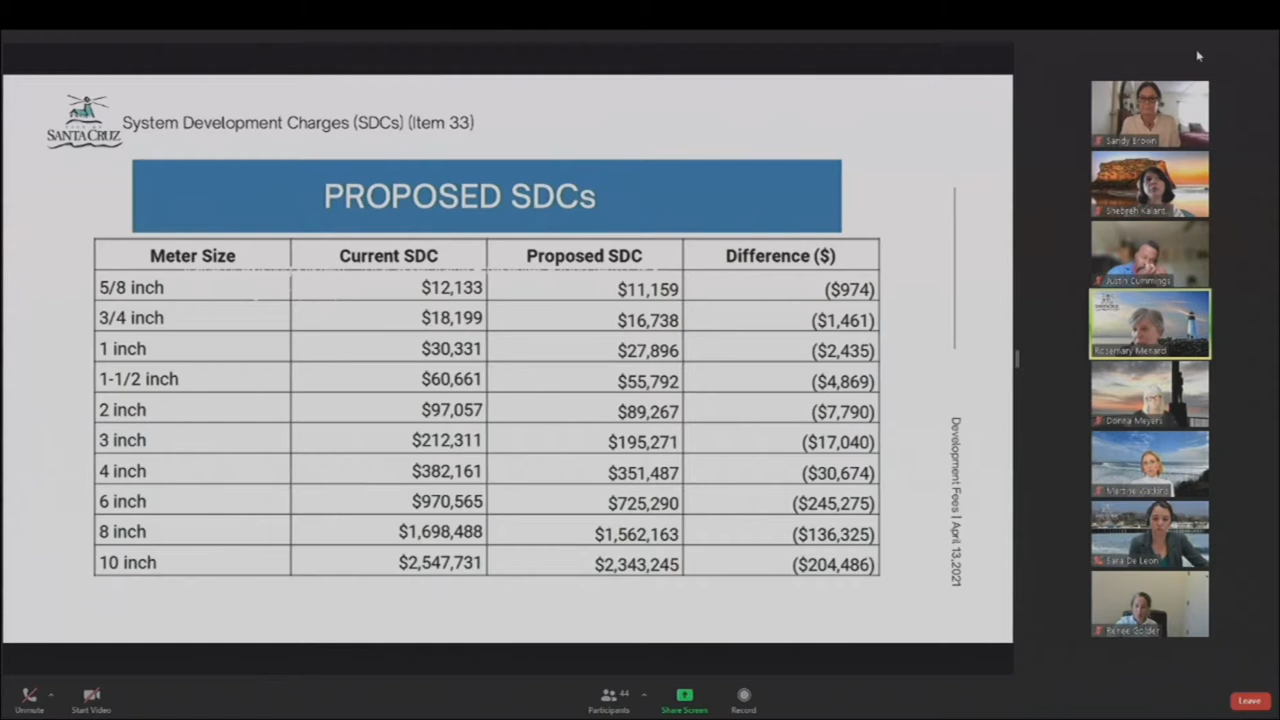 SANTA CRUZ
System Development Charges (SDCs) (Item 33)
PROPOSED SDCs
Meter Size Current SDC Proposed SDC Difference ($)
5/8 inch $12,133 $11,159 ($974)
3/4 inch $18,199 $16,738 ($1,461)
1 inch $30,331 $27,896 ($2,435)
1-1/2 inch $60,661 $55,792 ($4,869)
2 inch $97,057 $89,267 ($7,790)
3 inch $212,311 $195,271 ($17,040)
4 inch $382,161 $351,487 ($30,674)
6 inch $970,565 $725,290 ($245,275)
8 inch $1,698,488 $1,562,163 ($136,325)
10 inch $2,547,731 $2,343,245 ($204,486)
Development Fees | April 13,2021
Sandy Brown
Shebreh Kalant
Justin Cummings
Rosemary Menard
Donna Meyers
Martine Watkins
Sara De Leon
Renee Golder
Unmute
Start Video
44
Participants
Share Screen
Record
Leave